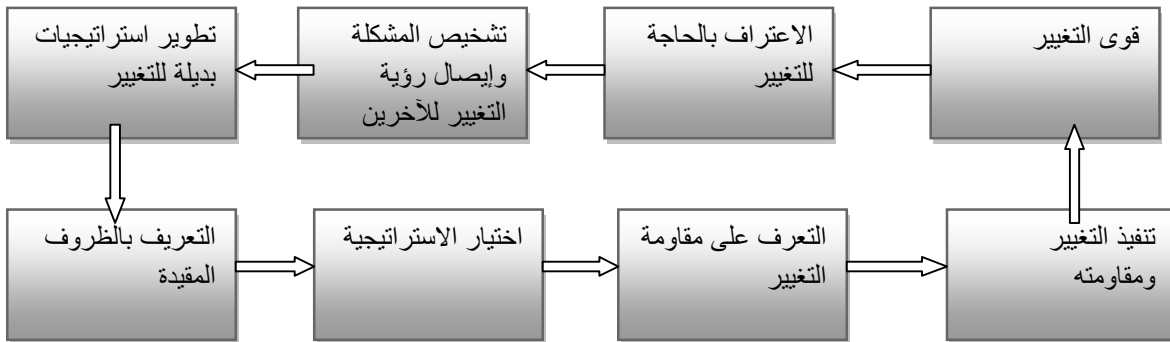 قوى التغيير
الاعتراف بالحاجة
للتغيير
تشخيص المشكلة
وإيصال رؤية
التغيير للآخرين
تطوير استراتيجيات
بديلة للتغيير
التعريف بالظروف
المقيدة
اختيار الاستراتيجية
التعرف على مقاومة
التغيير
تنفيذ التغيير
ومقاومته